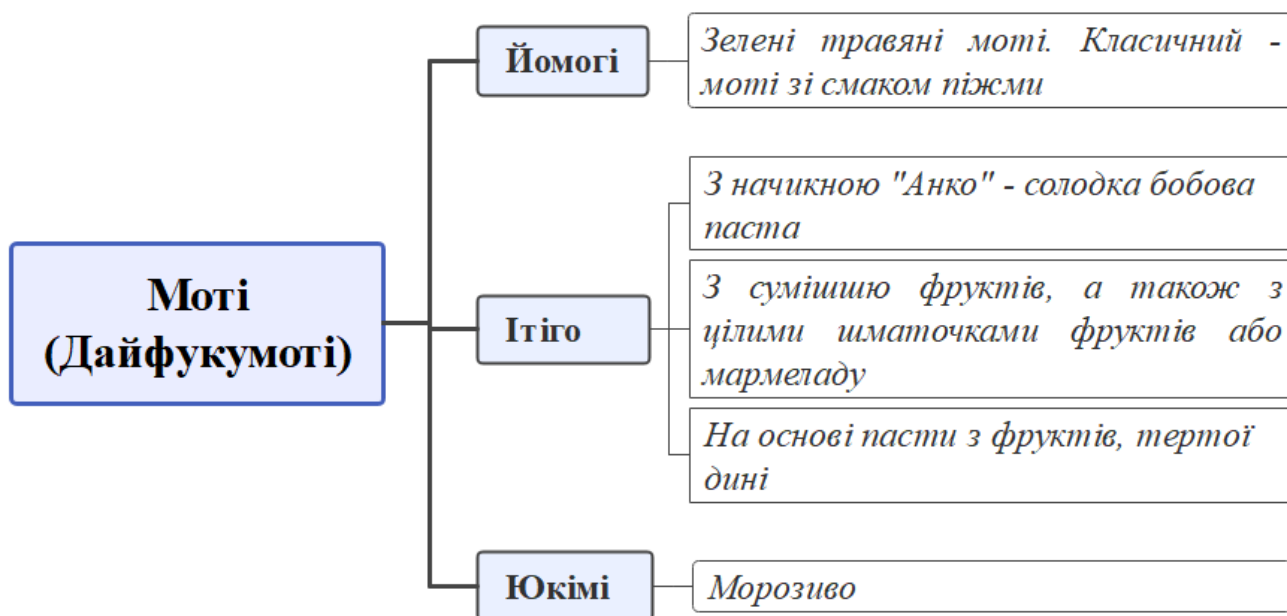 Моті
(Дайфукумоті)
Йомогі
Зелені травяні моті. Класичний -
моті зі смаком піжми
Ітіго
З начикною "Анко" - солодка бобова
паста
З сумішшю фруктів, а також з
цілими шматочками фруктів або
мармеладу
На основі пасти з фруктів, тертої
дині
Юкімі
Морозиво